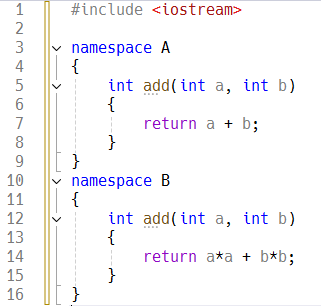 1 #include <iostream>
2
3 namespace A
4 {
5 int add(int a, int b)
6 {
7 return a + b;
8 }
9 }
10 namespace B
11 {
12 int add(int a, int b)
13 {
14 return a*a + b*b;
15 }
16 }